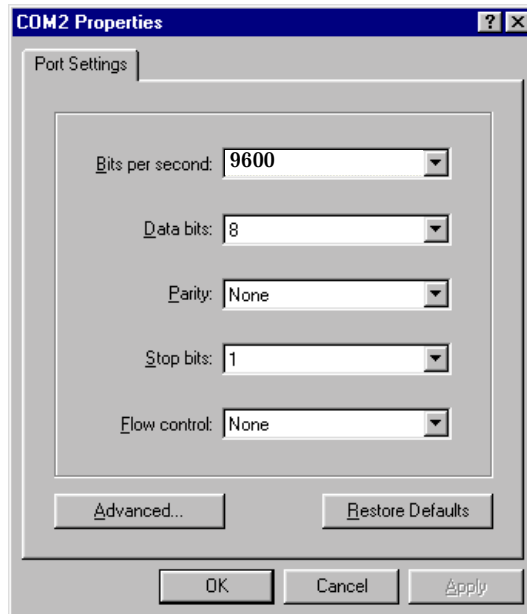 COM2 Properties
Port Settings
Bits per second: 9600
Data bits: 8
Parity: None
Stop bits: 1
Flow control: None
Advanced... Restore Defaults
OK Cancel Apply